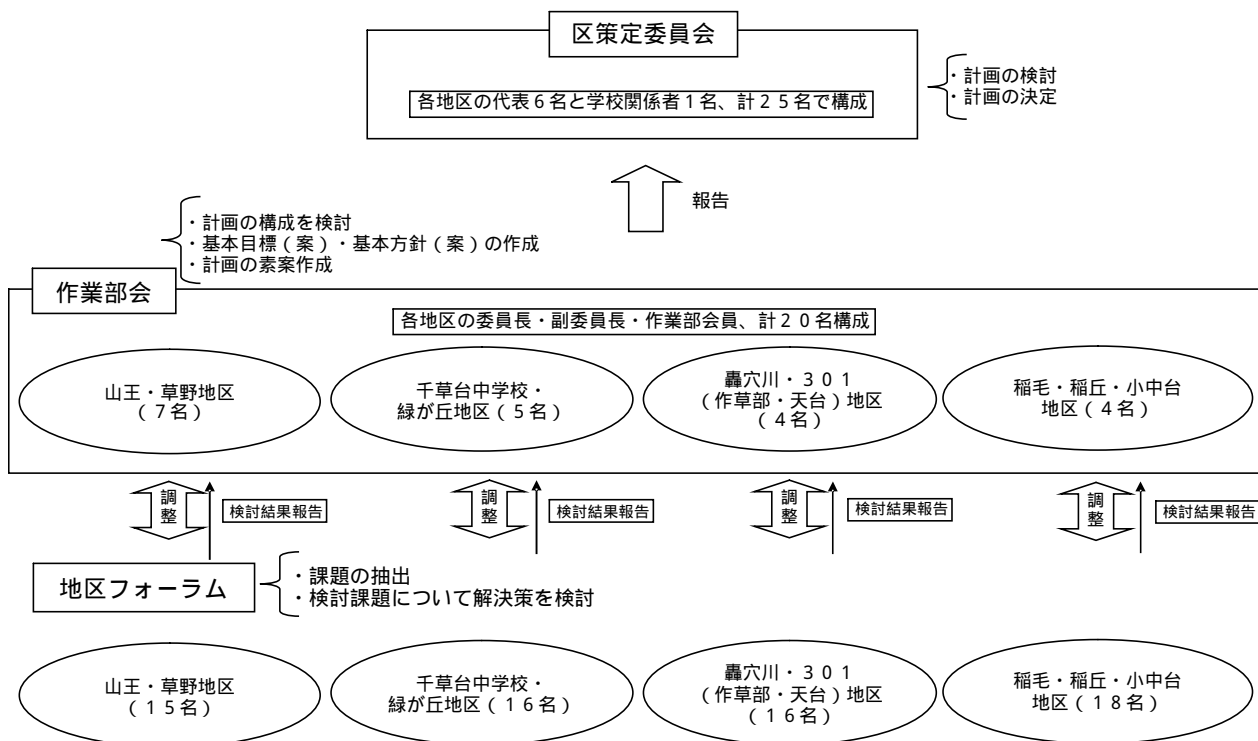 区策定委員会
各地区の代表６名と学校関係者１名、計２５名で構成
・計画の検討
・計画の決定
報告
・計画の構成を検討
・基本目標（案）・基本方針（案）の作成
・計画の素案作成
作業部会
各地区の委員長・副委員長・作業部会員、計２０名構成
山王・草野地区
（７名）
千草台中学校・
緑が丘地区（５名）
轟穴川・３０１
（作草部・天台）地区
（４名）
稲毛・稲丘・小中台
地区（４名）
調
整
検討結果報告
調
整
検討結果報告
調
整
検討結果報告
調
整
検討結果報告
地区フォーラム
・課題の抽出
・検討課題について解決策を検討
山王・草野地区
（１５名）
千草台中学校・
緑が丘地区（１６名）
轟穴川・３０１
（作草部・天台）地区
（１６名）
稲毛・稲丘・小中台
地区（１８名）